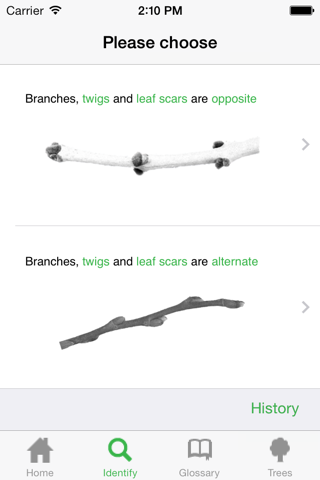 Carrier 2:10 PM
Please choose
Branches, twigs and leaf scars are opposite
Branches, twigs and leaf scars are alternate
History
Home Identify Glossary Trees